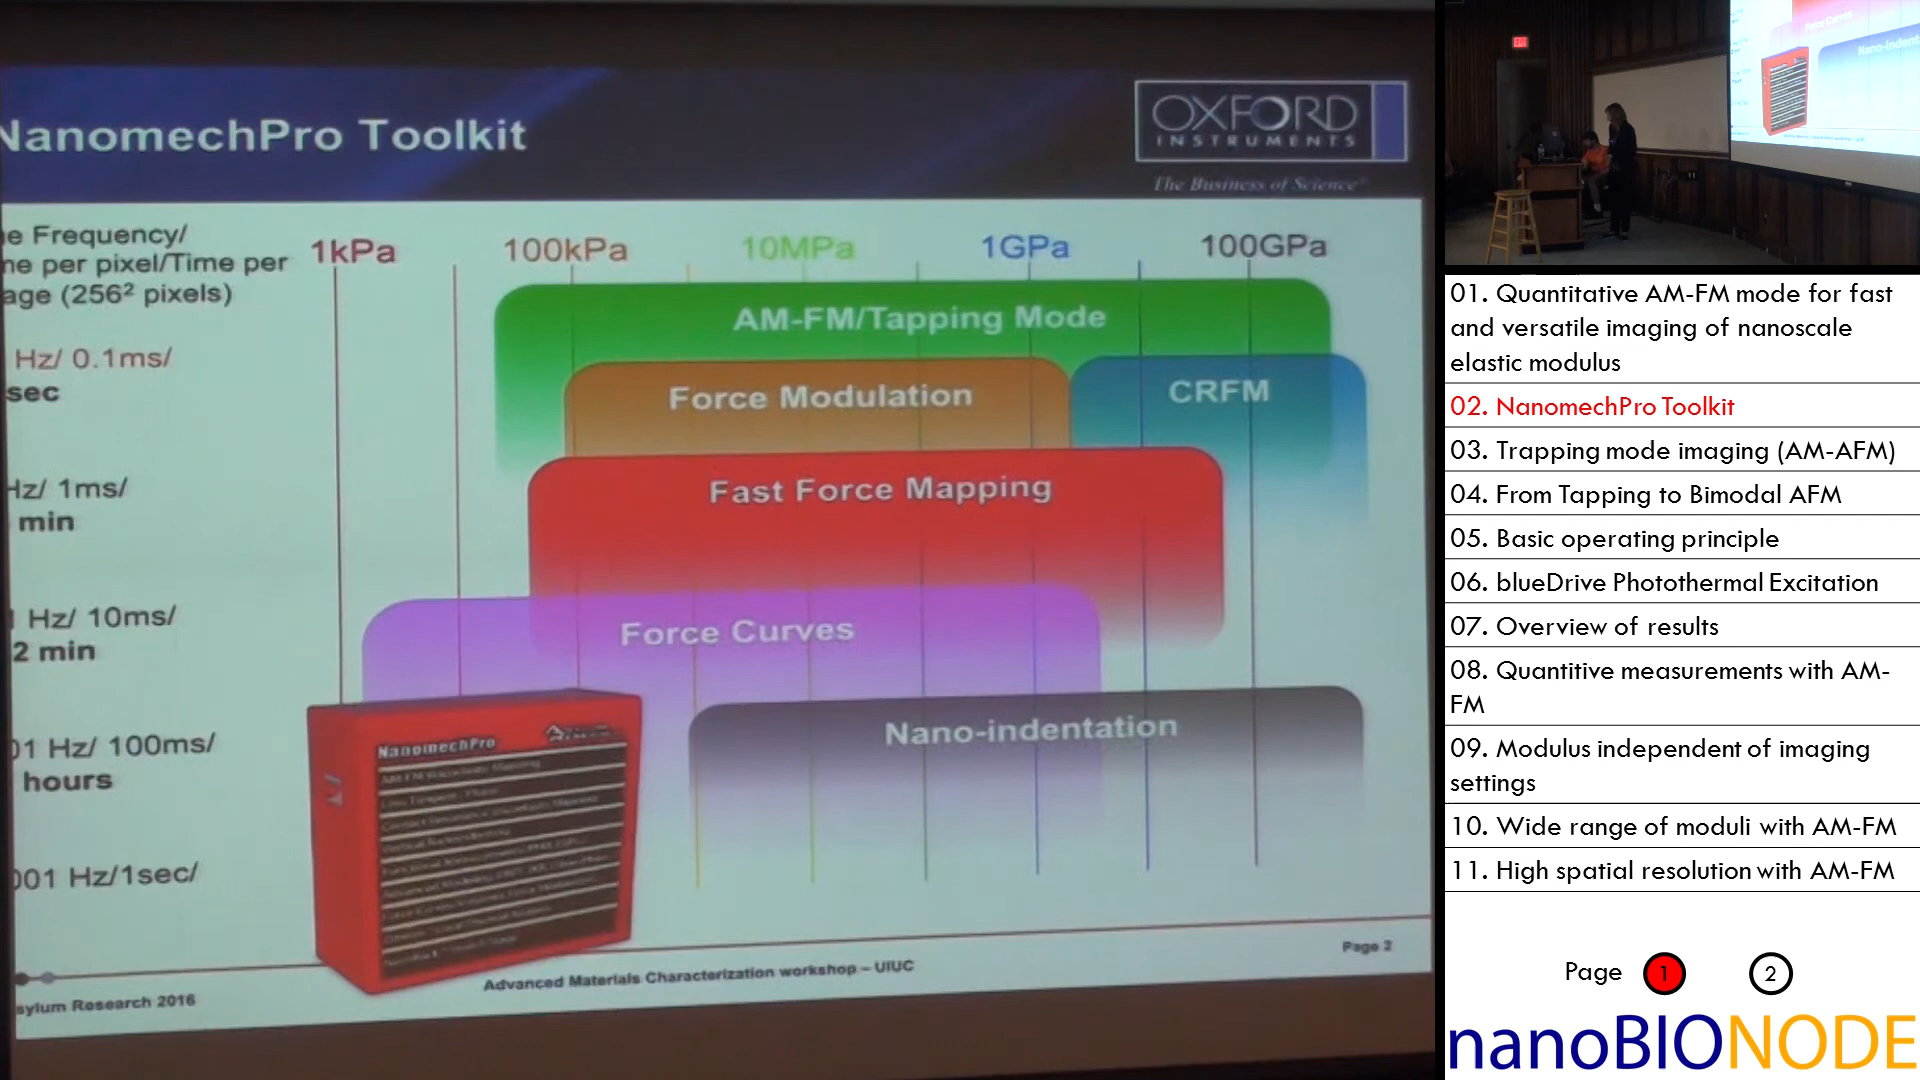 NanomechPro Toolkit
OXFORD
INSTRUMENTS
The Business of Science
e Frequency/
ne per pixel/Time per
age (256² pixels)
1kPa
100kPa
10MPa
1GPa
100GPa
Hz/ 0.1ms/
sec
Hz/ 1ms/
min
Hz/ 10ms/
2 min
01 Hz/ 100ms/
hours
001 Hz/1sec/
AM-FM/Tapping Mode
Force Modulation
CRFM
Fast Force Mapping
Force Curves
Nano-indentation
NanomechPro
sylum Research 2016
Advanced Materials Characterization workshop – UIUC
Page 2
EXIT
Force Curves
Nano-indent
01. Quantitative AM-FM mode for fast
and versatile imaging of nanoscale
elastic modulus
02. NanomechPro Toolkit
03. Trapping mode imaging (AM-AFM)
04. From Tapping to Bimodal AFM
05. Basic operating principle
06. blueDrive Photothermal Excitation
07. Overview of results
08. Quantitive measurements with AM-
FM
09. Modulus independent of imaging
settings
10. Wide range of moduli with AM-FM
11. High spatial resolution with AM-FM
Page 1 2
nanoBIONODE